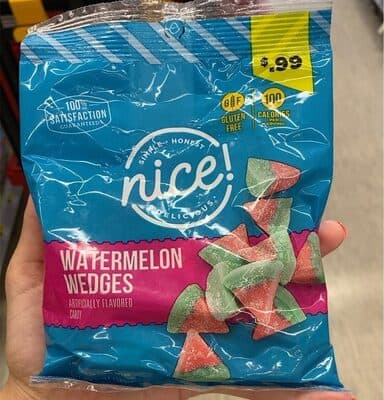 $.99
100%
SATISFACTION
GUARANTEED
GF
GLUTEN
FREE
100
CALORIES
SIMPLE • HONEST
nice!
DELICIOUS
WATERMELON
WEDGES
ARTIFICIALLY FLAVORED
CANDY